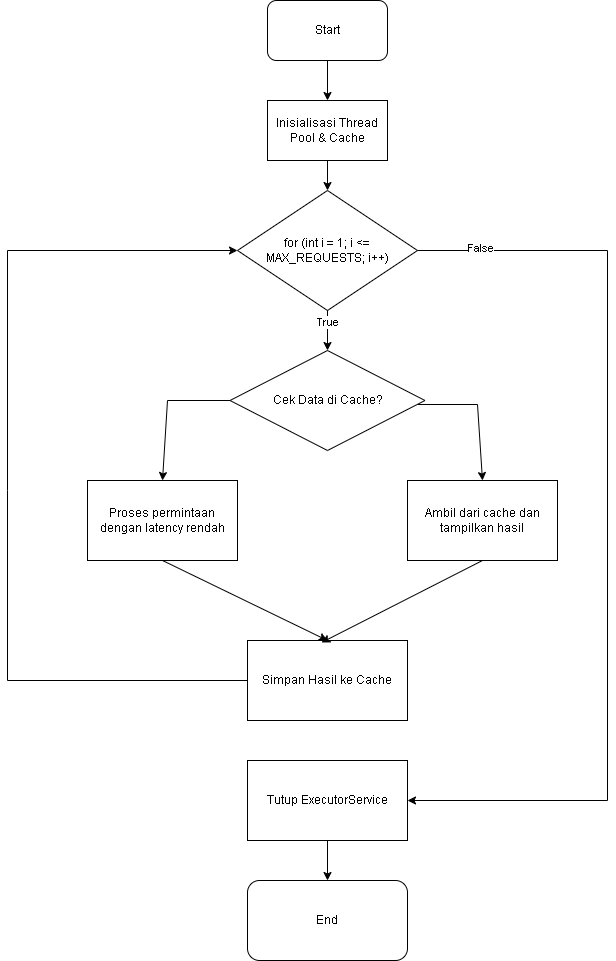 Start
Inisialisasi Thread
Pool & Cache
for (int i = 1; i <=
MAX_REQUESTS; i++)
False
True
Cek Data di Cache?
Proses permintaan
dengan latency rendah
Ambil dari cache dan
tampilkan hasil
Simpan Hasil ke Cache
Tutup ExecutorService
End